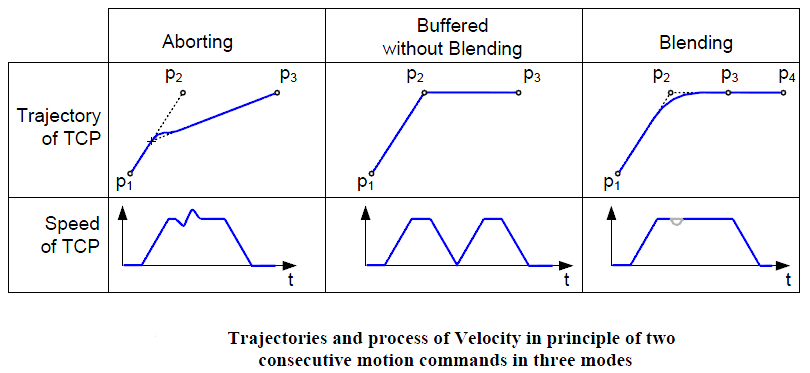 Aborting
Buffered
without Blending
Blending
Trajectory
of TCP
p1
p2
p3
p1
p2
p3
p1
p2
p3
p4
Speed
of TCP
t
t
t
Trajectories and process of Velocity in principle of two
consecutive motion commands in three modes